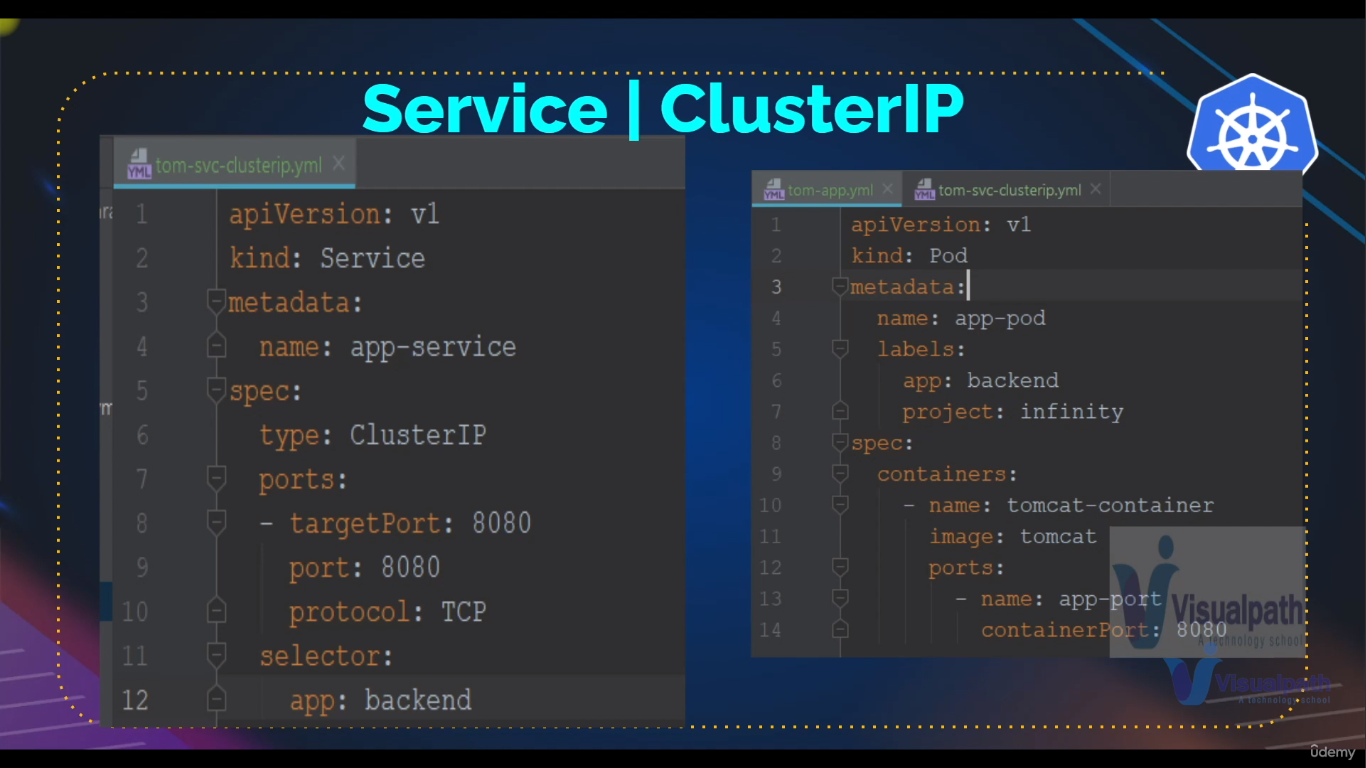 Service | ClusterIP
tom-svc-clusterip.yml
1 apiVersion: v1
2 kind: Service
3 metadata:
4 name: app-service
5 spec:
6 type: ClusterIP
7 ports:
8 - targetPort: 8080
9 port: 8080
10 protocol: TCP
11 selector:
12 app: backend
tom-app.yml tom-svc-clusterip.yml
1 apiVersion: v1
2 kind: Pod
3 metadata:
4 name: app-pod
5 labels:
6 app: backend
7 project: infinity
8 spec:
9 containers:
10 - name: tomcat-container
11 image: tomcat
12 ports:
13 - name: app-port
14 containerPort: 8080
Visualpath
A technology school
Visualpath
A technology school
ûdemy